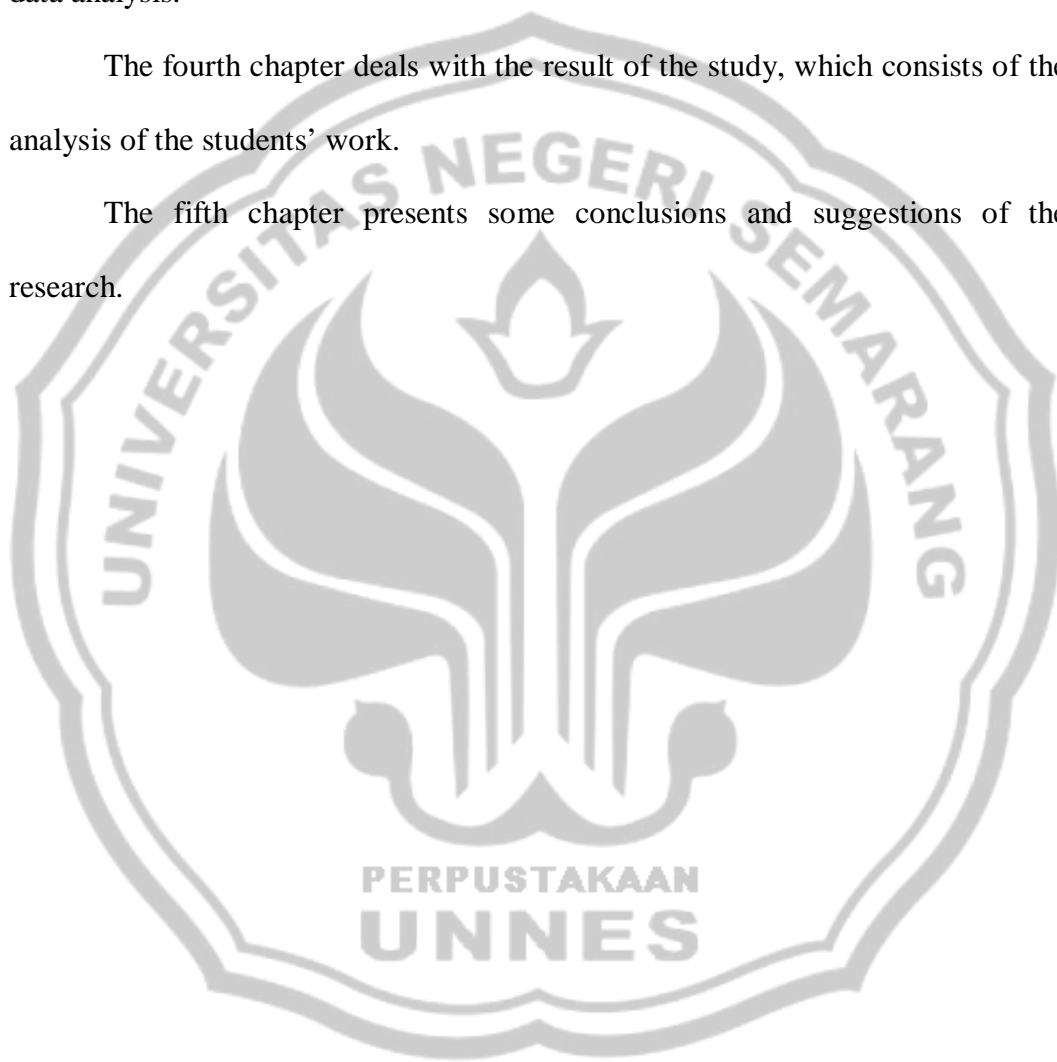 data analysis.
The fourth chapter deals with the result of the study, which consists of the
analysis of the students’ work.
The fifth chapter presents some conclusions and suggestions of the
research.
UNIVERSITAS NEGERI SEMARANG
PERPUSTAKAAN
UNNES